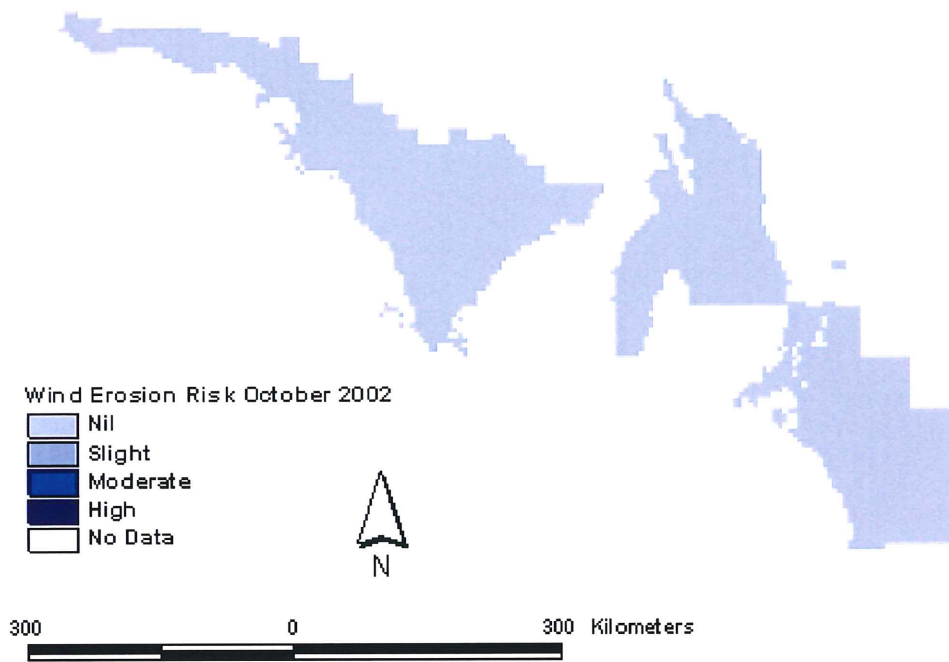 Wind Erosion Risk October 2002
Nil
Slight
Moderate
High
No Data
N
300 0 300 Kilometers